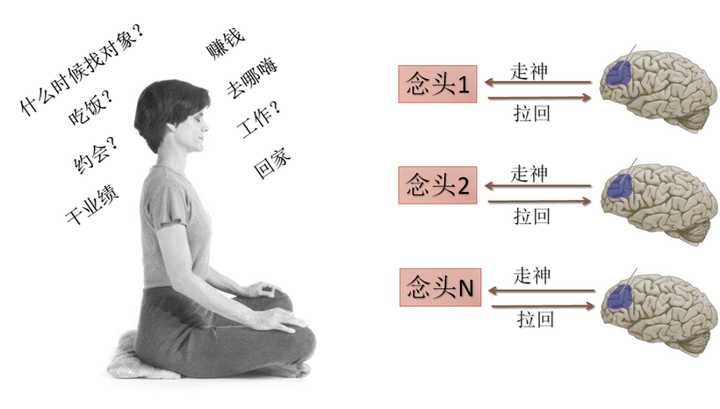 什么时候找对象？
吃饭？
约会？
干业绩
赚钱
去哪嗨
工作？
回家
念头1
走神
拉回
念头2
走神
拉回
念头N
走神
拉回